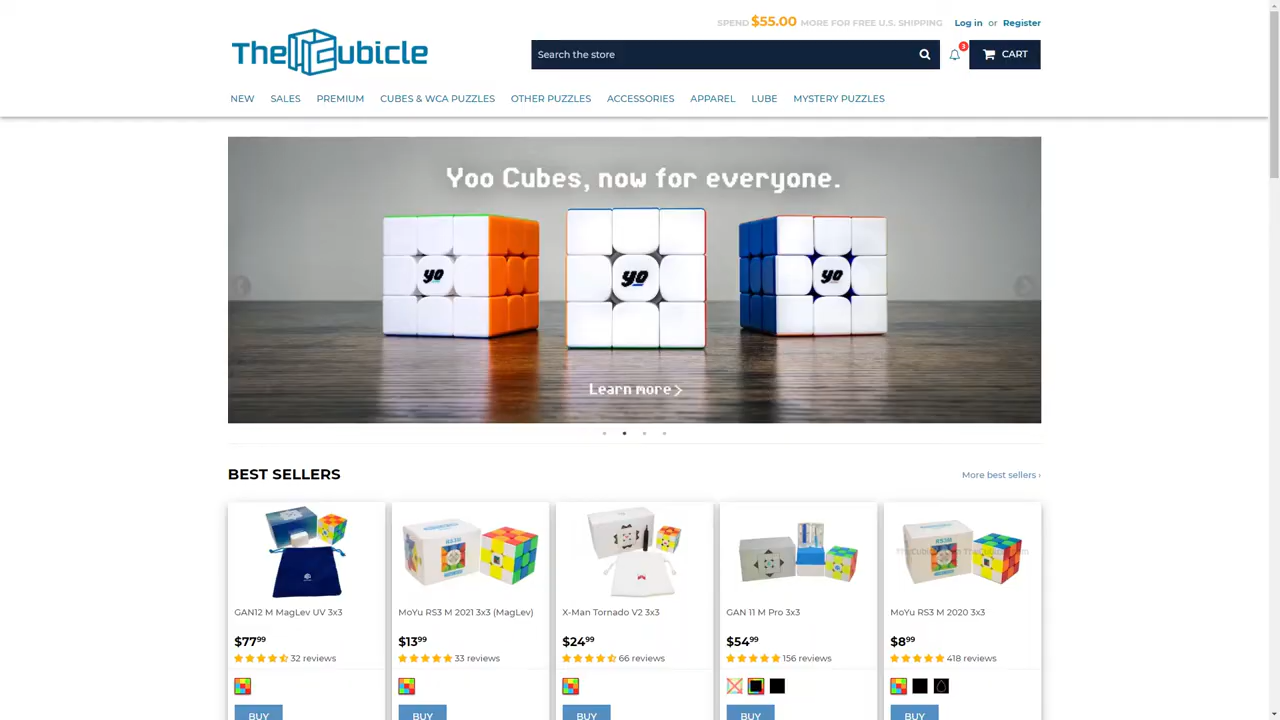 SPEND $55.00 MORE FOR FREE U.S. SHIPPING Log in or Register
TheCubicle
Search the store
3
CART
NEW SALES PREMIUM CUBES & WCA PUZZLES OTHER PUZZLES ACCESSORIES APPAREL LUBE MYSTERY PUZZLES
Yoo Cubes, now for everyone.
yo yo yo
Learn more >
BEST SELLERS More best sellers ›
GAN12 M MagLev UV 3x3
$77.99
32 reviews
BUY
MoYu RS3 M 2021 3x3 (MagLev)
$13.99
33 reviews
BUY
X-Man Tornado V2 3x3
$24.99
66 reviews
BUY
GAN 11 M Pro 3x3
$54.99
156 reviews
BUY
MoYu RS3 M 2020 3x3
$8.99
418 reviews
BUY